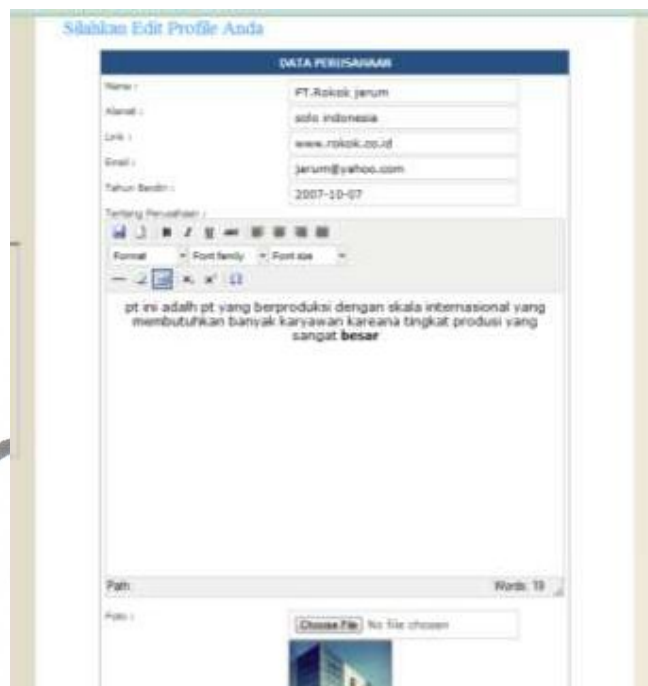 Silahkan Edit Profile Anda
DATA PERUSAHAAN
Nama :
PT.Rokok jarum
Alamat :
solo indonesia
Link :
www.rokok.co.id
Email :
jarum@yahoo.com
Tahun Berdiri :
2007-10-07
Tentang Perusahaan :
B I U ABC
Format Font family Font size
pt ini adalh pt yang berproduksi dengan skala internasional yang
membutuhkan banyak karyawan kareana tingkat produsi yang
sangat besar
Path: Words: 19
Foto :
Choose File No file chosen